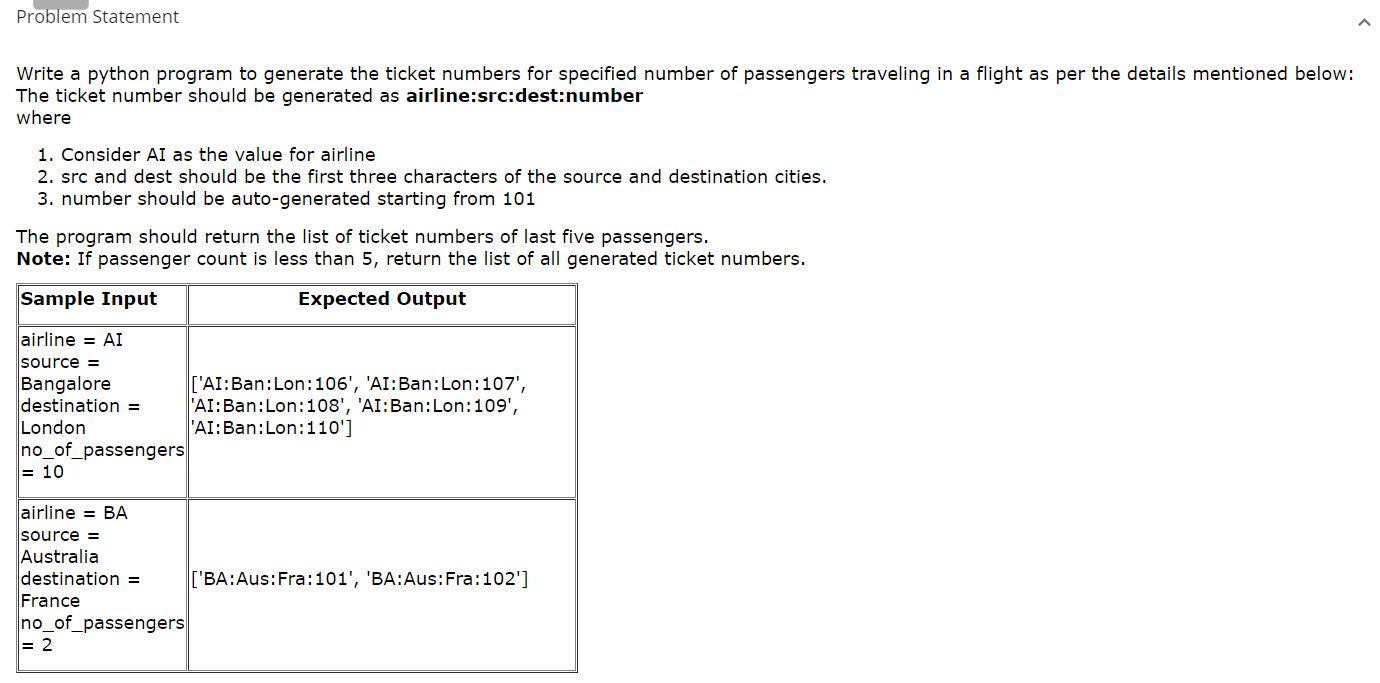 Problem Statement
Write a python program to generate the ticket numbers for specified number of passengers traveling in a flight as per the details mentioned below:
The ticket number should be generated as airline:src:dest:number
where
1. Consider AI as the value for airline
2. src and dest should be the first three characters of the source and destination cities.
3. number should be auto-generated starting from 101
The program should return the list of ticket numbers of last five passengers.
Note: If passenger count is less than 5, return the list of all generated ticket numbers.
Sample Input
Expected Output
airline = AI
source =
Bangalore
destination =
London
no_of_passengers
= 10
['AI:Ban:Lon:106', 'AI:Ban:Lon:107',
'AI:Ban:Lon:108', 'AI:Ban:Lon:109',
'AI:Ban:Lon:110']
airline = BA
source =
Australia
destination =
France
no_of_passengers
= 2
['BA:Aus:Fra:101', 'BA:Aus:Fra:102']